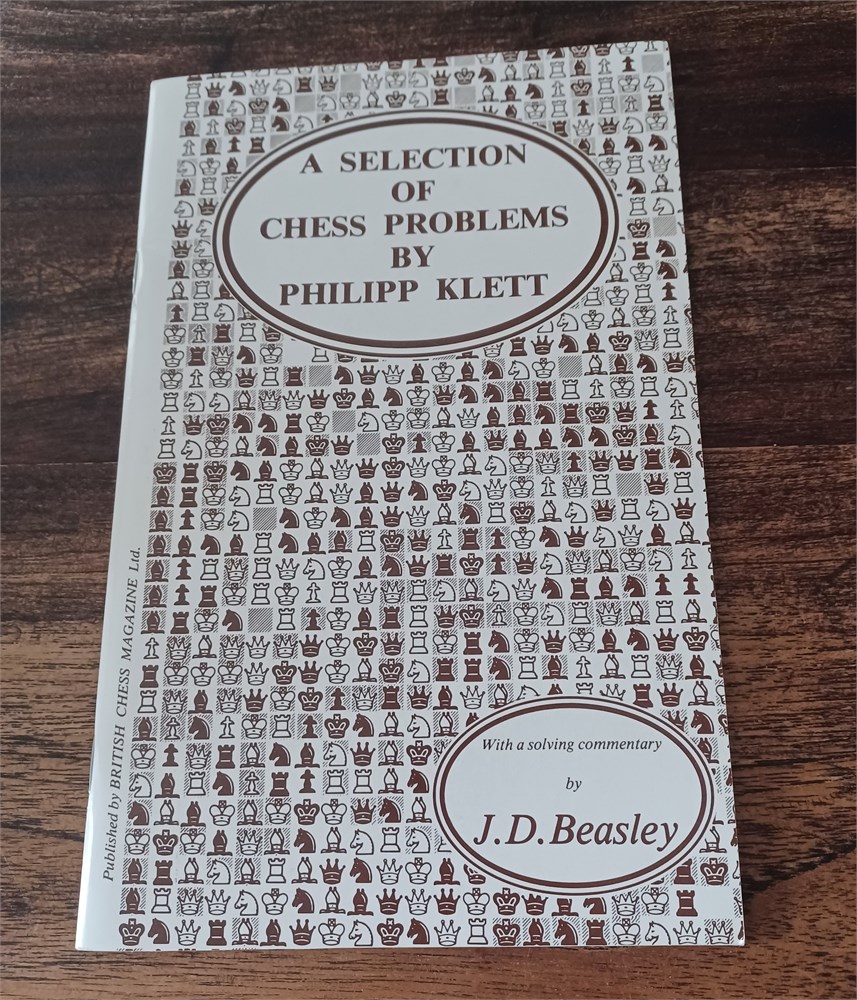 A SELECTION
OF
CHESS PROBLEMS
BY
PHILIPP KLETT
With a solving commentary
by
J.D.Beasley
Published by BRITISH CHESS MAGAZINE Ltd.